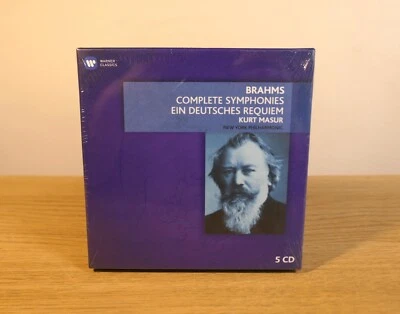 WARNER
CLASSICS
BRAHMS
COMPLETE SYMPHONIES
EIN DEUTSCHES REQUIEM
KURT MASUR
NEW YORK PHILHARMONIC
5 CD